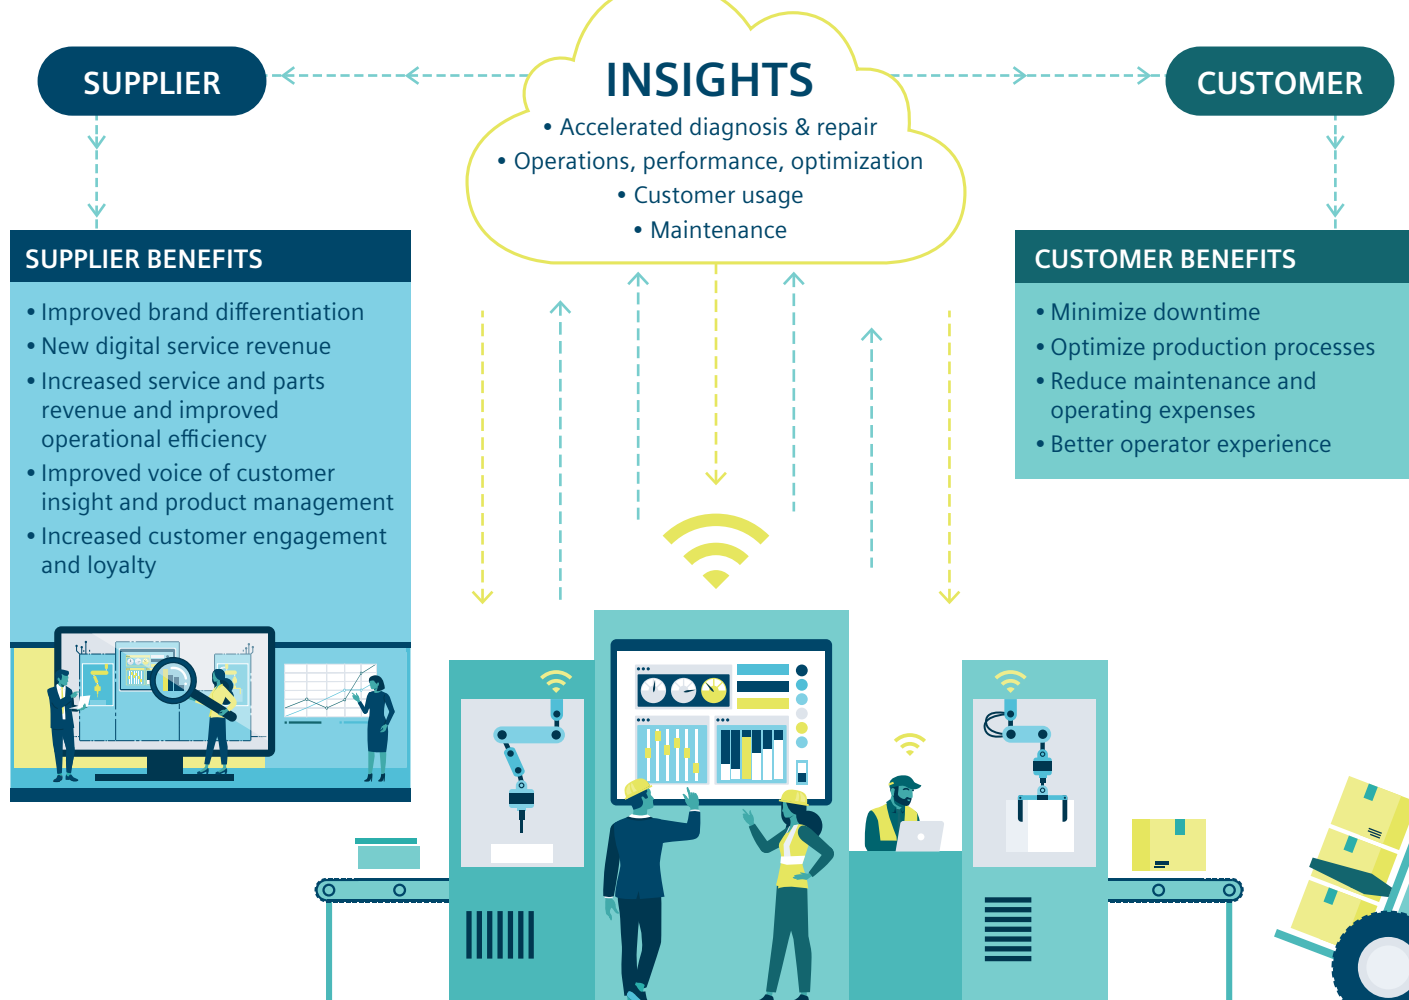 SUPPLIER
INSIGHTS
• Accelerated diagnosis & repair
• Operations, performance, optimization
• Customer usage
• Maintenance
CUSTOMER
SUPPLIER BENEFITS
• Improved brand differentiation
• New digital service revenue
• Increased service and parts
revenue and improved
operational efficiency
• Improved voice of customer
insight and product management
• Increased customer engagement
and loyalty
CUSTOMER BENEFITS
• Minimize downtime
• Optimize production processes
• Reduce maintenance and
operating expenses
• Better operator experience